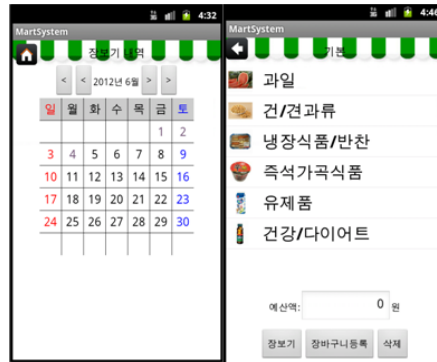 4:32
MartSystem
장보기 내역
< < 2012년 6월 > >
일 월 화 수 목 금 토
1 2
3 4 5 6 7 8 9
10 11 12 13 14 15 16
17 18 19 20 21 22 23
24 25 26 27 28 29 30
4:46
MartSystem
기본
과일
건/견과류
냉장식품/반찬
즉석가곡식품
유제품
건강/다이어트
예산액: 0 원
장보기 장바구니등록 삭제